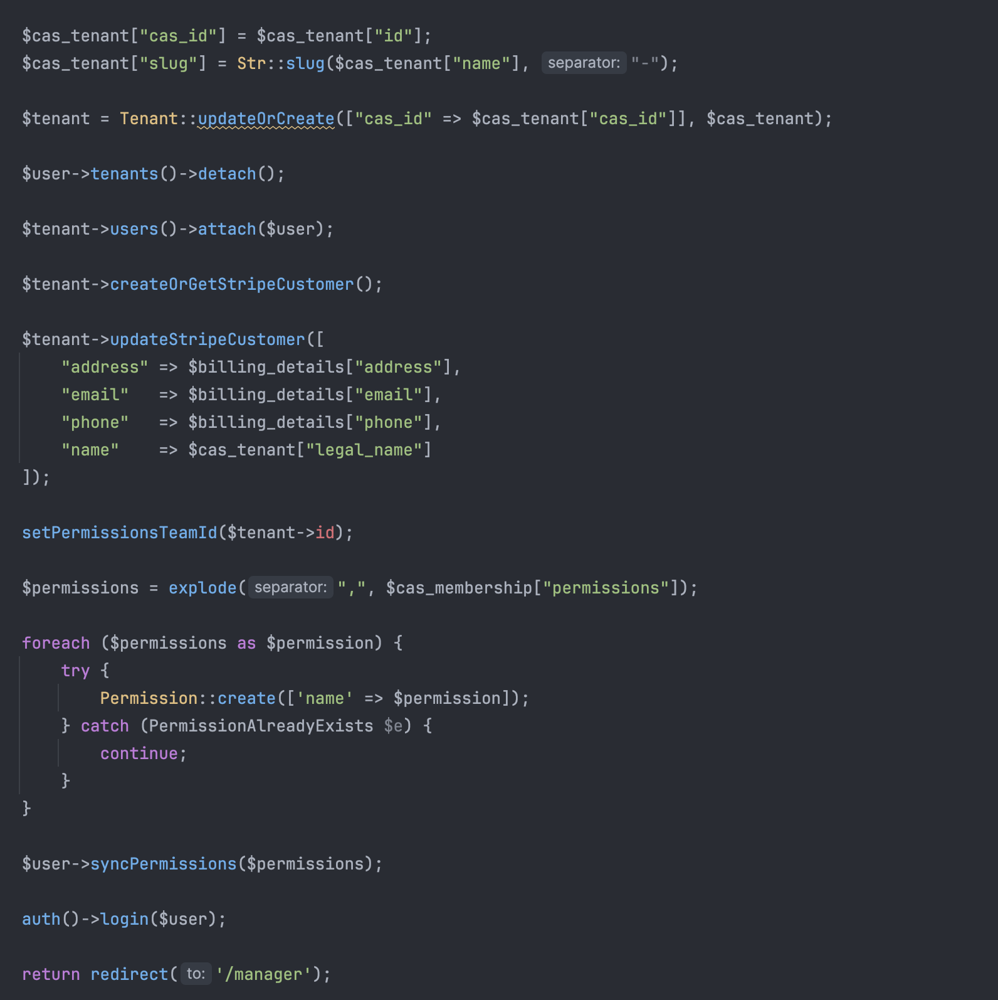 $cas_tenant["cas_id"] = $cas_tenant["id"];
$cas_tenant["slug"] = Str::slug($cas_tenant["name"], separator: "-");
$tenant = Tenant::updateOrCreate(["cas_id" => $cas_tenant["cas_id"]], $cas_tenant);
$user->tenants()->detach();
$tenant->users()->attach($user);
$tenant->createOrGetStripeCustomer();
$tenant->updateStripeCustomer([
    "address" => $billing_details["address"],
    "email"   => $billing_details["email"],
    "phone"   => $billing_details["phone"],
    "name"    => $cas_tenant["legal_name"]
]);
setPermissionsTeamId($tenant->id);
$permissions = explode( separator: ",", $cas_membership["permissions"]);
foreach ($permissions as $permission) {
    try {
        Permission::create(['name' => $permission]);
    } catch (PermissionAlreadyExists $e) {
        continue;
    }
}
$user->syncPermissions($permissions);
auth()->login($user);
return redirect( to: '/manager');